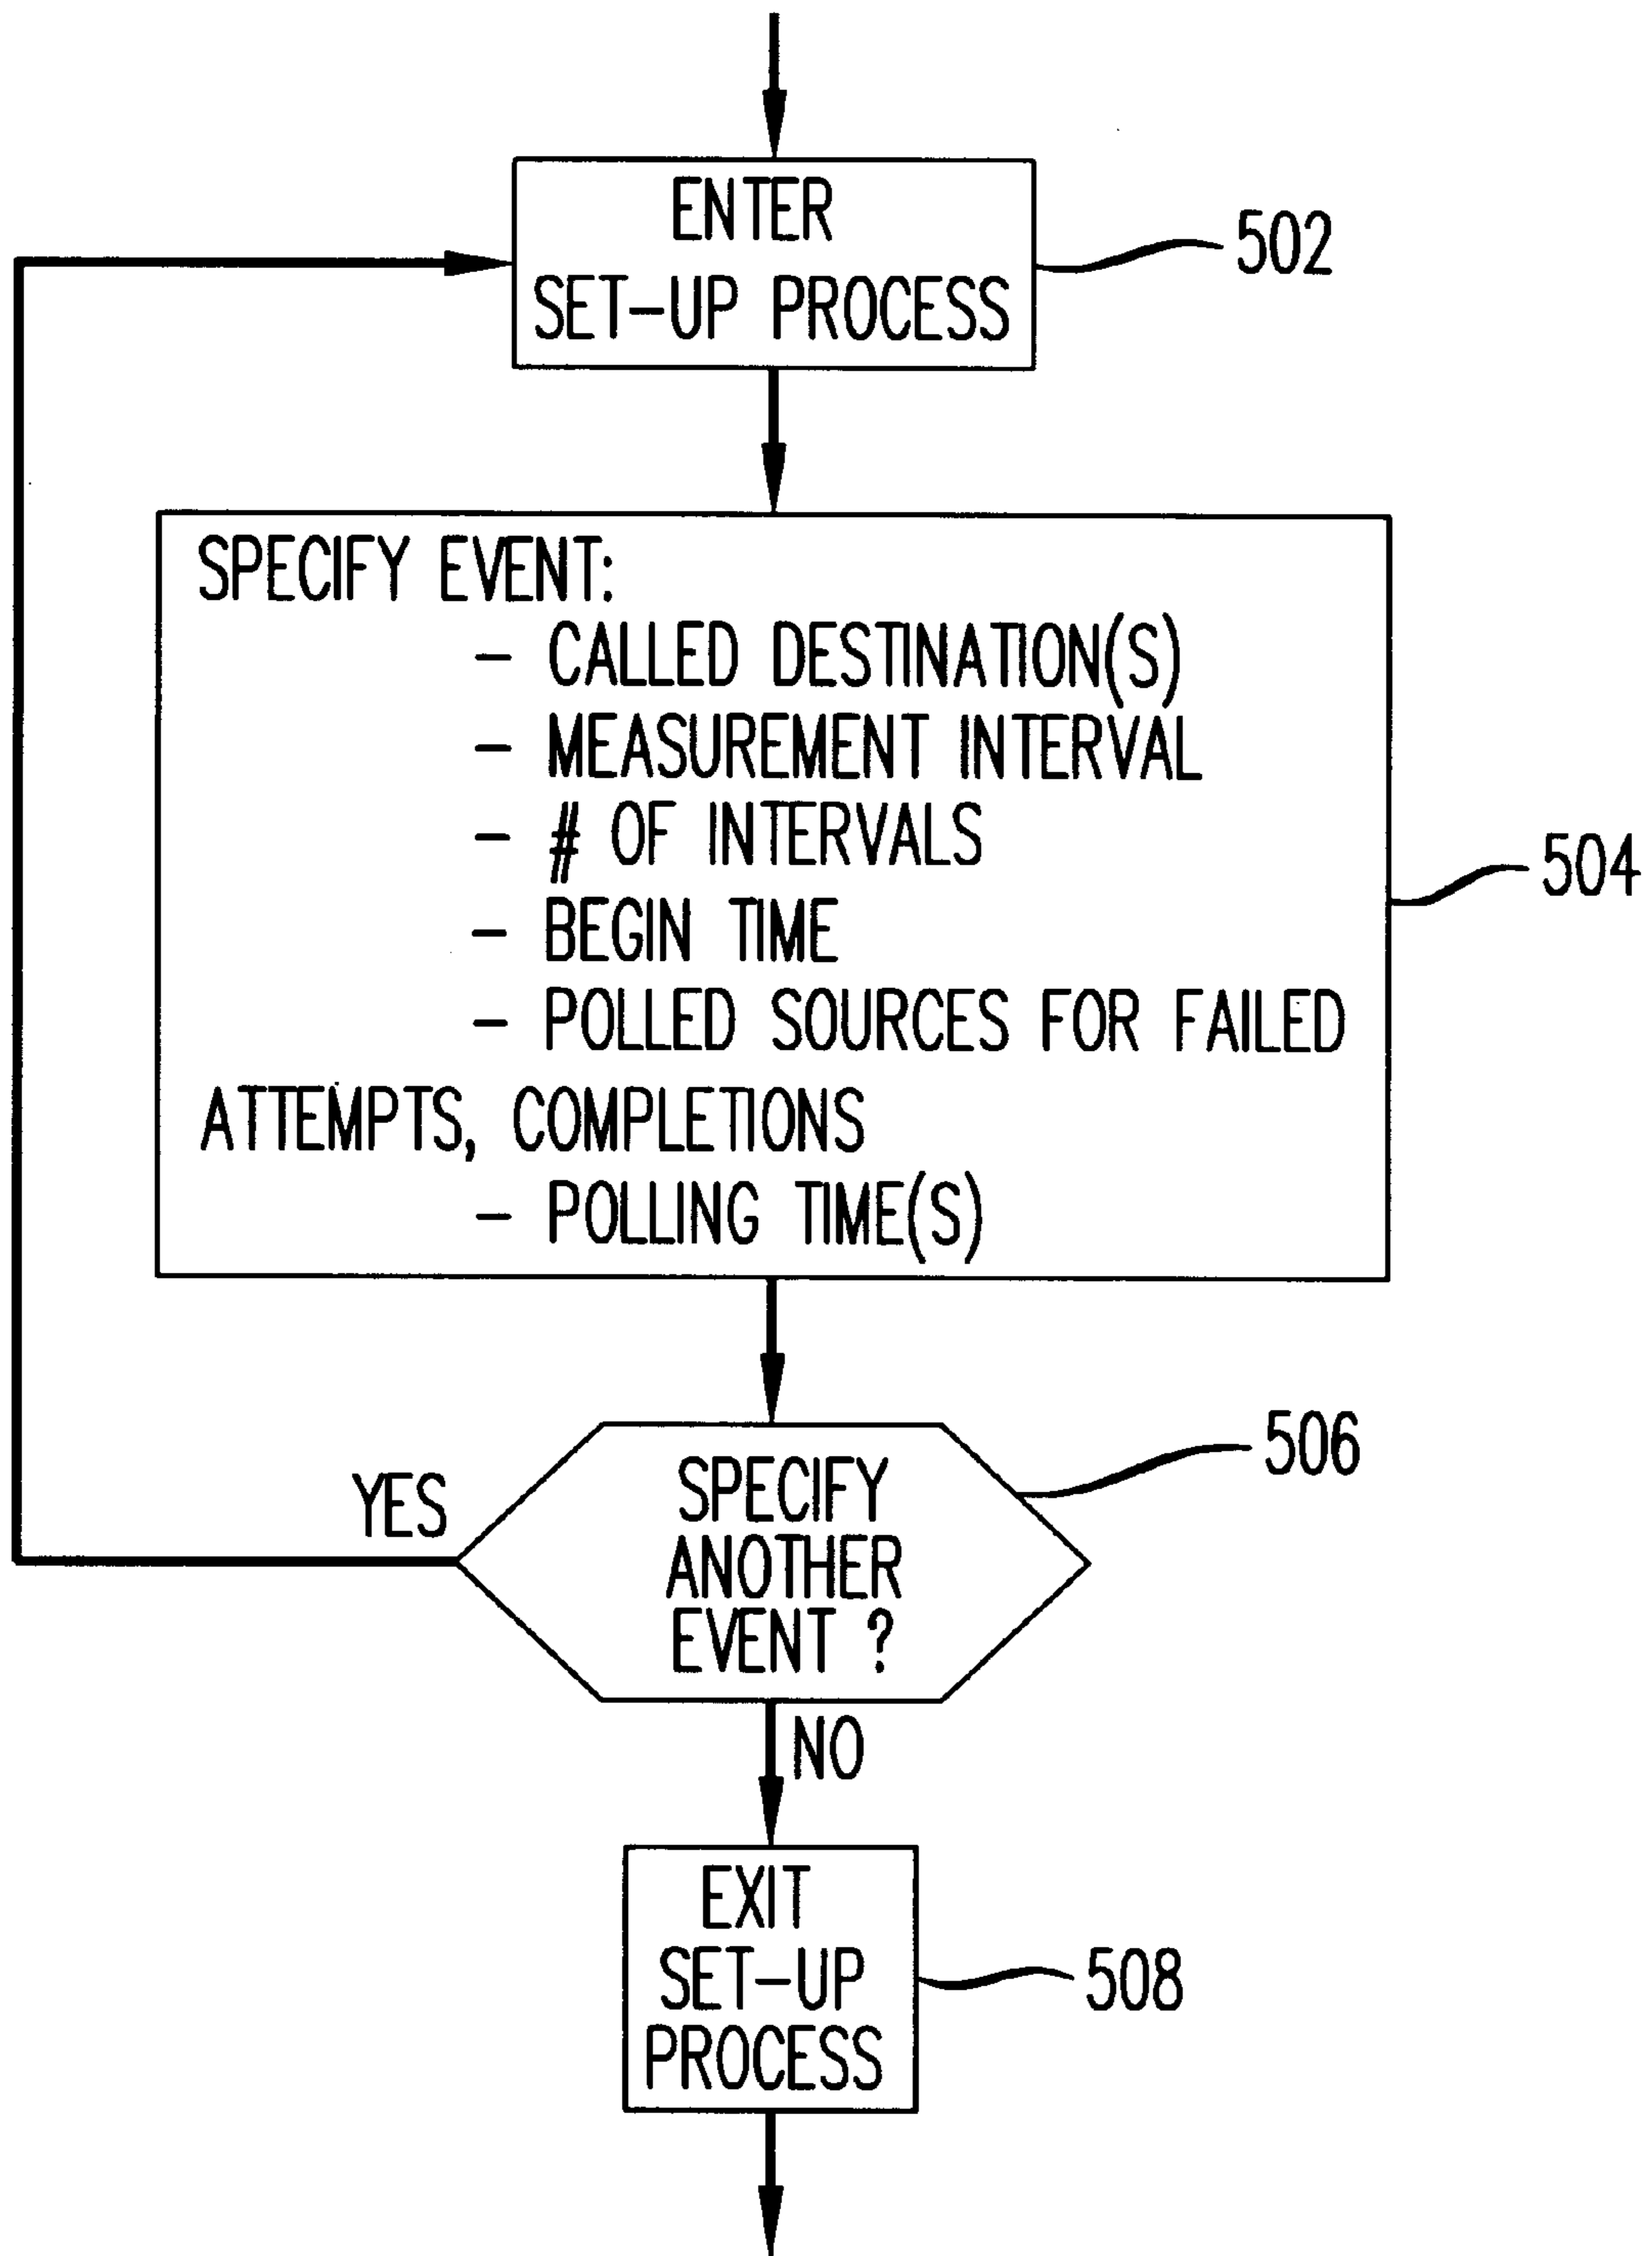 ENTER
SET-UP PROCESS
502
SPECIFY EVENT:
- CALLED DESTINATION(S)
- MEASUREMENT INTERVAL
- # OF INTERVALS
- BEGIN TIME
- POLLED SOURCES FOR FAILED
ATTEMPTS, COMPLETIONS
- POLLING TIME(S)
504
YES
SPECIFY
ANOTHER
EVENT ?
506
NO
EXIT
SET-UP
PROCESS
508